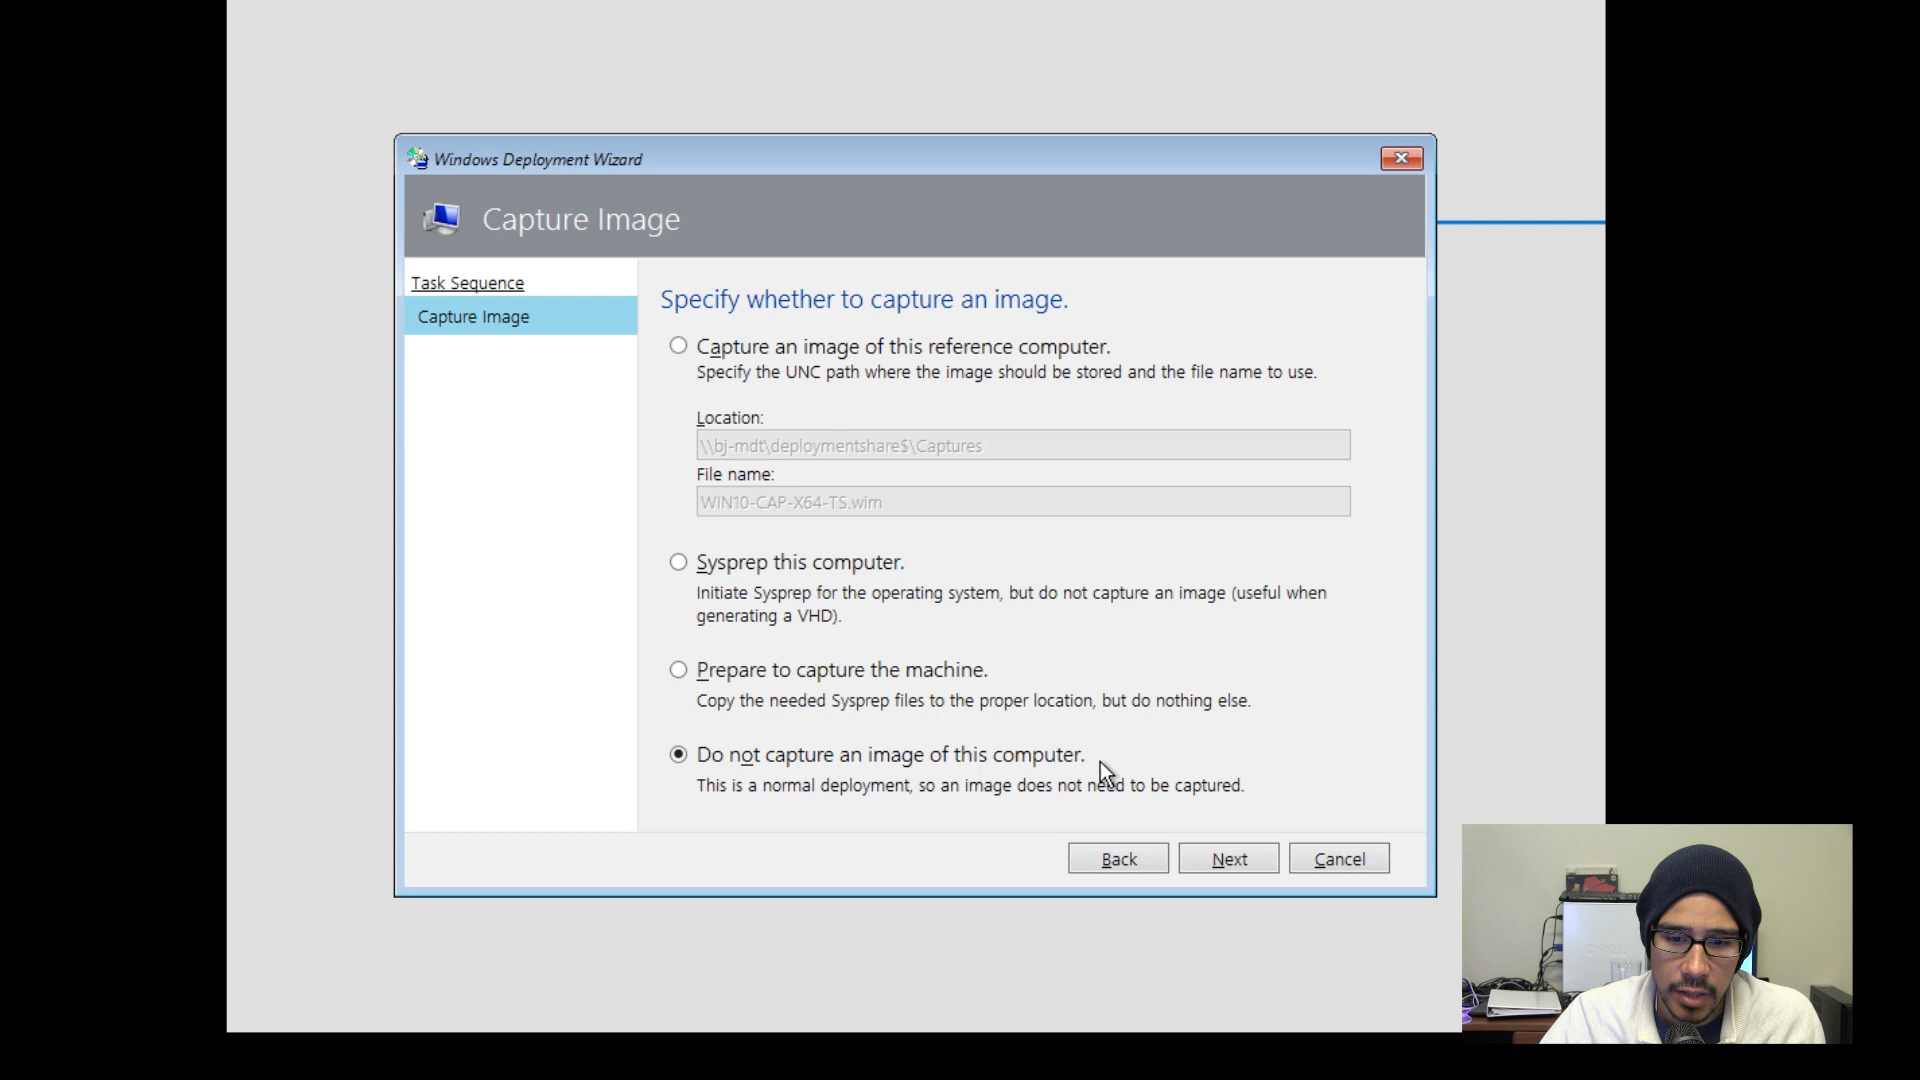 Windows Deployment Wizard
Capture Image
Task Sequence
Capture Image
Specify whether to capture an image.
Capture an image of this reference computer.
Specify the UNC path where the image should be stored and the file name to use.
Location:
\\bj-mdt\deploymentshare$\Captures
File name:
WIN10-CAP-X64-TS.wim
Sysprep this computer.
Initiate Sysprep for the operating system, but do not capture an image (useful when
generating a VHD).
Prepare to capture the machine.
Copy the needed Sysprep files to the proper location, but do nothing else.
Do not capture an image of this computer.
This is a normal deployment, so an image does not need to be captured.
Back
Next
Cancel